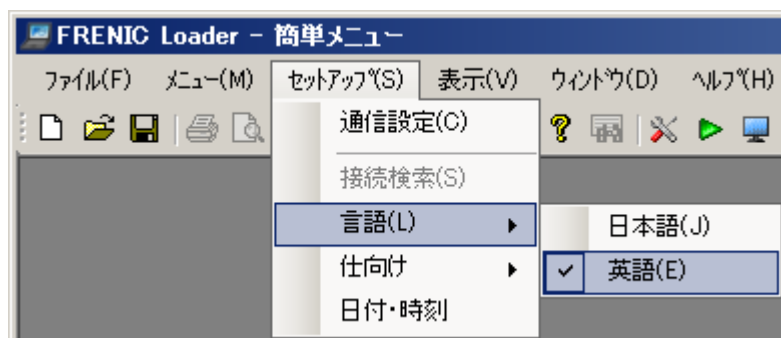 FRENIC Loader - 簡単メニュー
ファイル(F) メニュー(M) セットアップ(S) 表示(V) ウィンドウ(D) ヘルプ(H)
通信設定(C)
接続検索(S)
言語(L)
日本語(J)
英語(E)
仕向け
日付・時刻